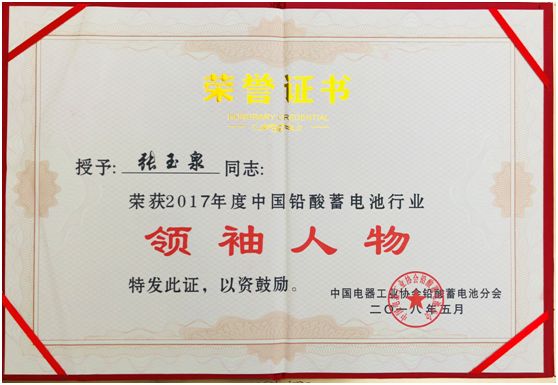 荣誉证书
HONORARY CREDENTIAL
授予: 张玉泉 同志:
荣获2017年度中国铅酸蓄电池行业
领袖人物
特发此证，以资鼓励。
中国电器工业协会铅酸蓄电池分会
二〇一八年五月